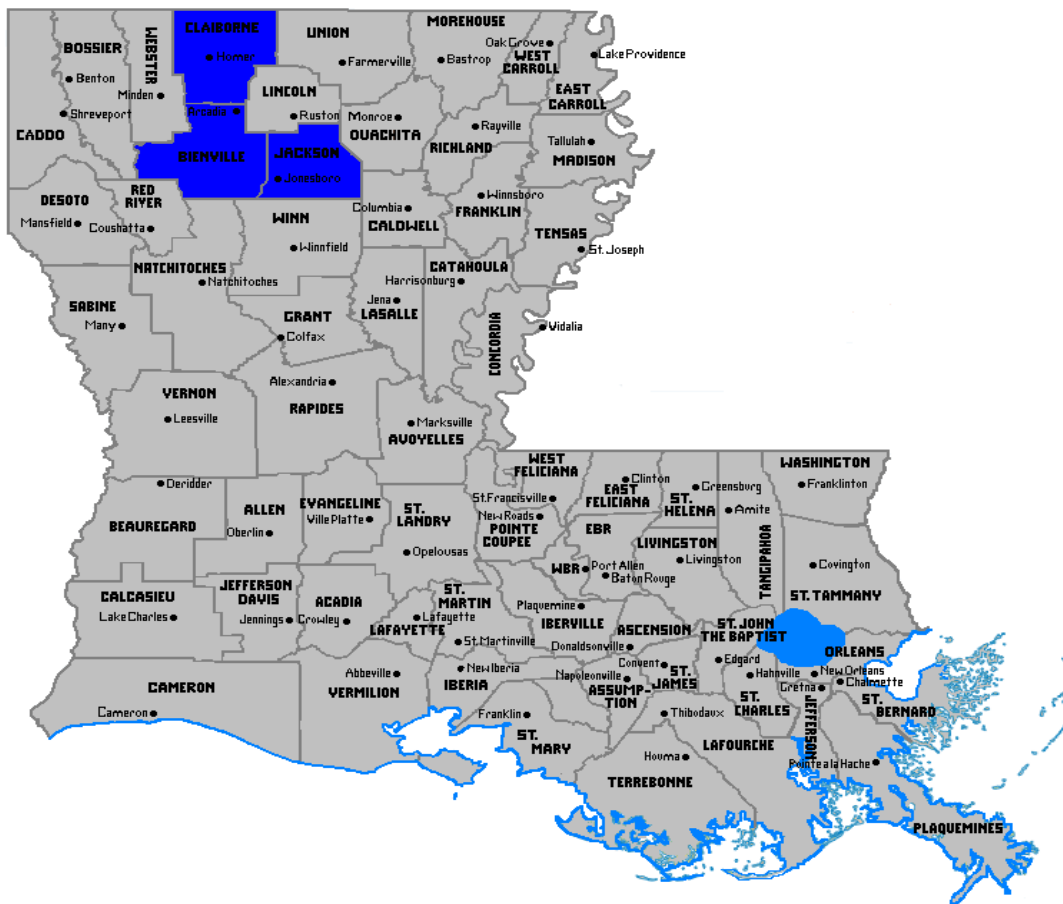 CLAIBORNE
Homer
UNION
Farmerville
MOREHOUSE
Bastrop
Oak Grove
WEST
CARROLL
Lake Providence
EAST
CARROLL
BOSSIER
Benton
WEBSTER
Minden
Shreveport
CADDO
LINCOLN
Ruston
Arcadia
BIENVILLE
JACKSON
Jonesboro
Monroe
OUACHITA
Rayville
RICHLAND
Tallulah
MADISON
DESOTO
Mansfield
RED
RIVER
Coushatta
WINN
Winnfield
Columbia
CALDWELL
Winnsboro
FRANKLIN
TENSAS
St. Joseph
NATCHITOCHES
Natchitoches
CATAHOULA
Harrisonburg
SABINE
Many
GRANT
Colfax
Jena
LASALLE
CONCORDIA
Vidalia
VERNON
Leesville
Alexandria
RAPIDES
Marksville
AVOYELLES
Deridder
BEAUREGARD
ALLEN
Oberlin
EVANGELINE
Ville Platte
ST.
LANDRY
Opelousas
WEST
FELICIANA
St. Francisville
New Roads
POINTE
COUPEE
Clinton
EAST
FELICIANA
Greensburg
ST.
HELENA
Amite
TANGIPAHOA
WASHINGTON
Franklinton
EBR
WBR
Port Allen
Baton Rouge
LIVINGSTON
Livingston
Covington
ST. TAMMANY
CALCASIEU
Lake Charles
JEFFERSON
DAVIS
Jennings
ACADIA
Crowley
Lafayette
LAFAYETTE
ST.
MARTIN
St. Martinville
Plaquemine
IBERVILLE
ASCENSION
Donaldsonville
ST. JOHN
THE BAPTIST
Edgard
ORLEANS
New Orleans
Chalmette
CAMERON
Cameron
Abbeville
VERMILION
New Iberia
IBERIA
Napoleonville
ASSUMP-
TION
Convent
ST.
JAMES
Hahnville
ST.
CHARLES
Gretna
JEFFERSON
ST.
BERNARD
Franklin
ST.
MARY
Thibodaux
LAFOURCHE
Houma
TERREBONNE
Pointe a la Hache
PLAQUEMINES